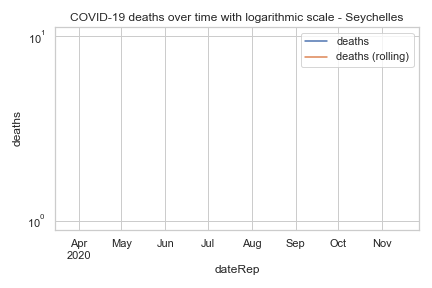 COVID-19 deaths over time with logarithmic scale - Seychelles
10¹
deaths
deaths (rolling)
deaths
10⁰
Apr May Jun Jul Aug Sep Oct Nov
2020
dateRep